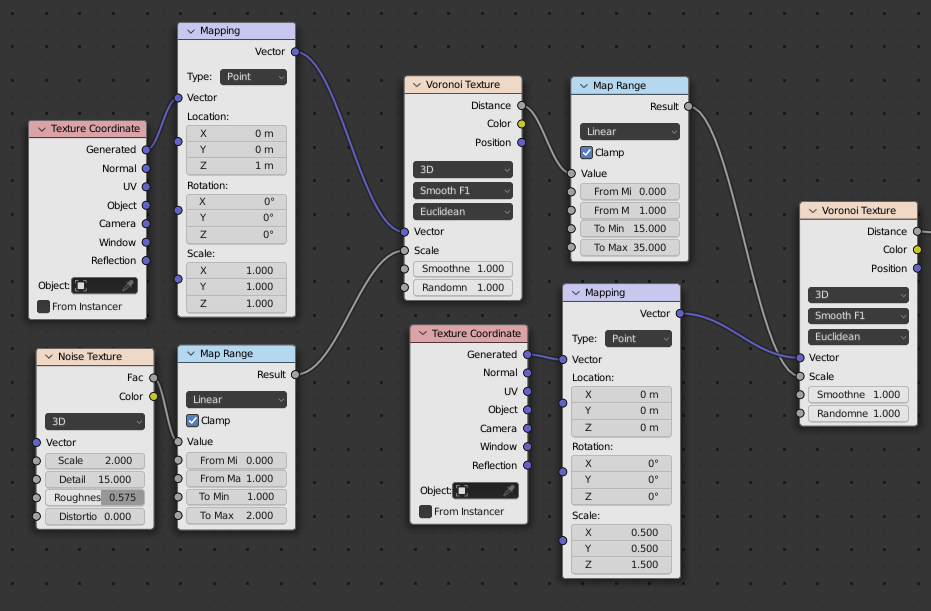 Mapping
Vector
Type: Point
Vector
Location:
X 0 m
Y 0 m
Z 1 m
Rotation:
X 0°
Y 0°
Z 0°
Scale:
X 1.000
Y 1.000
Z 1.000
Texture Coordinate
Generated
Normal
UV
Object
Camera
Window
Reflection
Object:
From Instancer
Noise Texture
Fac
Color
3D
Vector
Scale 2.000
Detail 15.000
Roughnes 0.575
Distortio 0.000
Map Range
Result
Linear
Clamp
Value
From Mi 0.000
From Ma 1.000
To Min 1.000
To Max 2.000
Voronoi Texture
Distance
Color
Position
3D
Smooth F1
Euclidean
Vector
Scale
Smoothne 1.000
Randomn 1.000
Map Range
Result
Linear
Clamp
Value
From Mi 0.000
From M 1.000
To Min 15.000
To Max 35.000
Texture Coordinate
Generated
Normal
UV
Object
Camera
Window
Reflection
Object:
From Instancer
Mapping
Vector
Type: Point
Vector
Location:
X 0 m
Y 0 m
Z 0 m
Rotation:
X 0°
Y 0°
Z 0°
Scale:
X 0.500
Y 0.500
Z 1.500
Voronoi Texture
Distance
Color
Position
3D
Smooth F1
Euclidean
Vector
Scale
Smoothne 1.000
Randomne 1.000